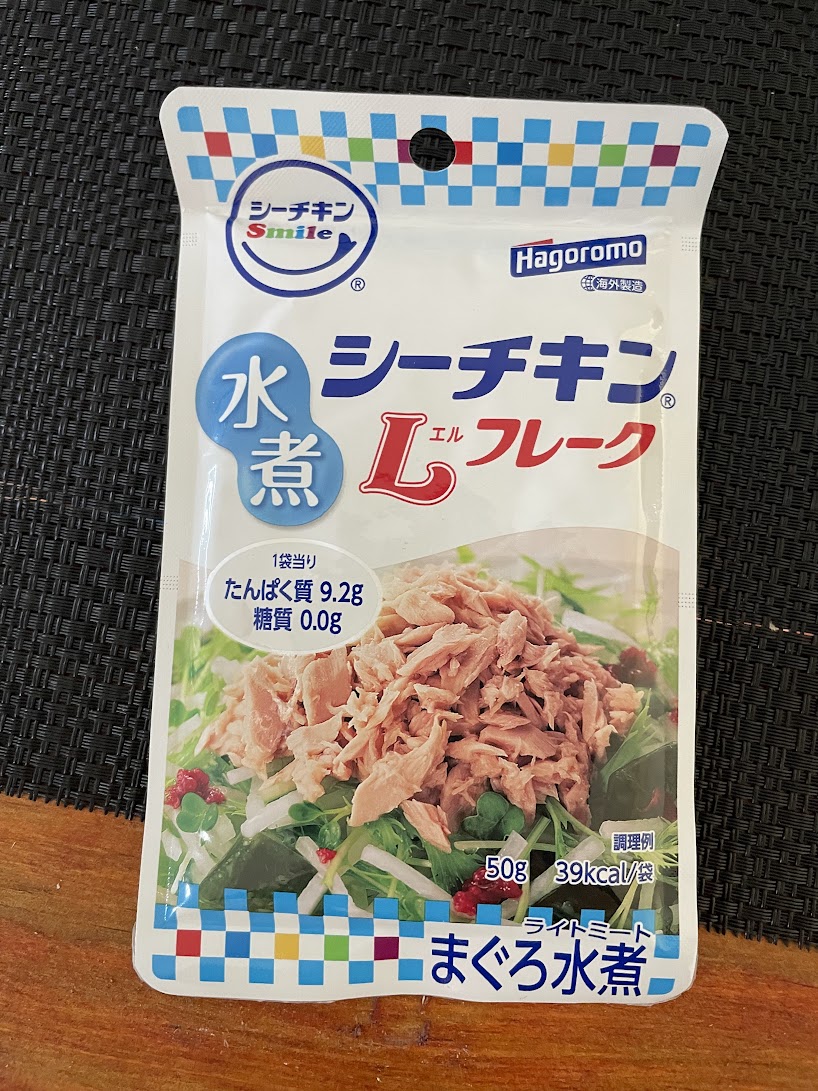 シーチキン
Smile
®
Hagoromo
海外製造
水煮
シーチキン®
Lエルフレーク
1袋当り
たんぱく質 9.2g
糖質 0.0g
調理例
50g 39kcal/袋
ライトミート
まぐろ水煮